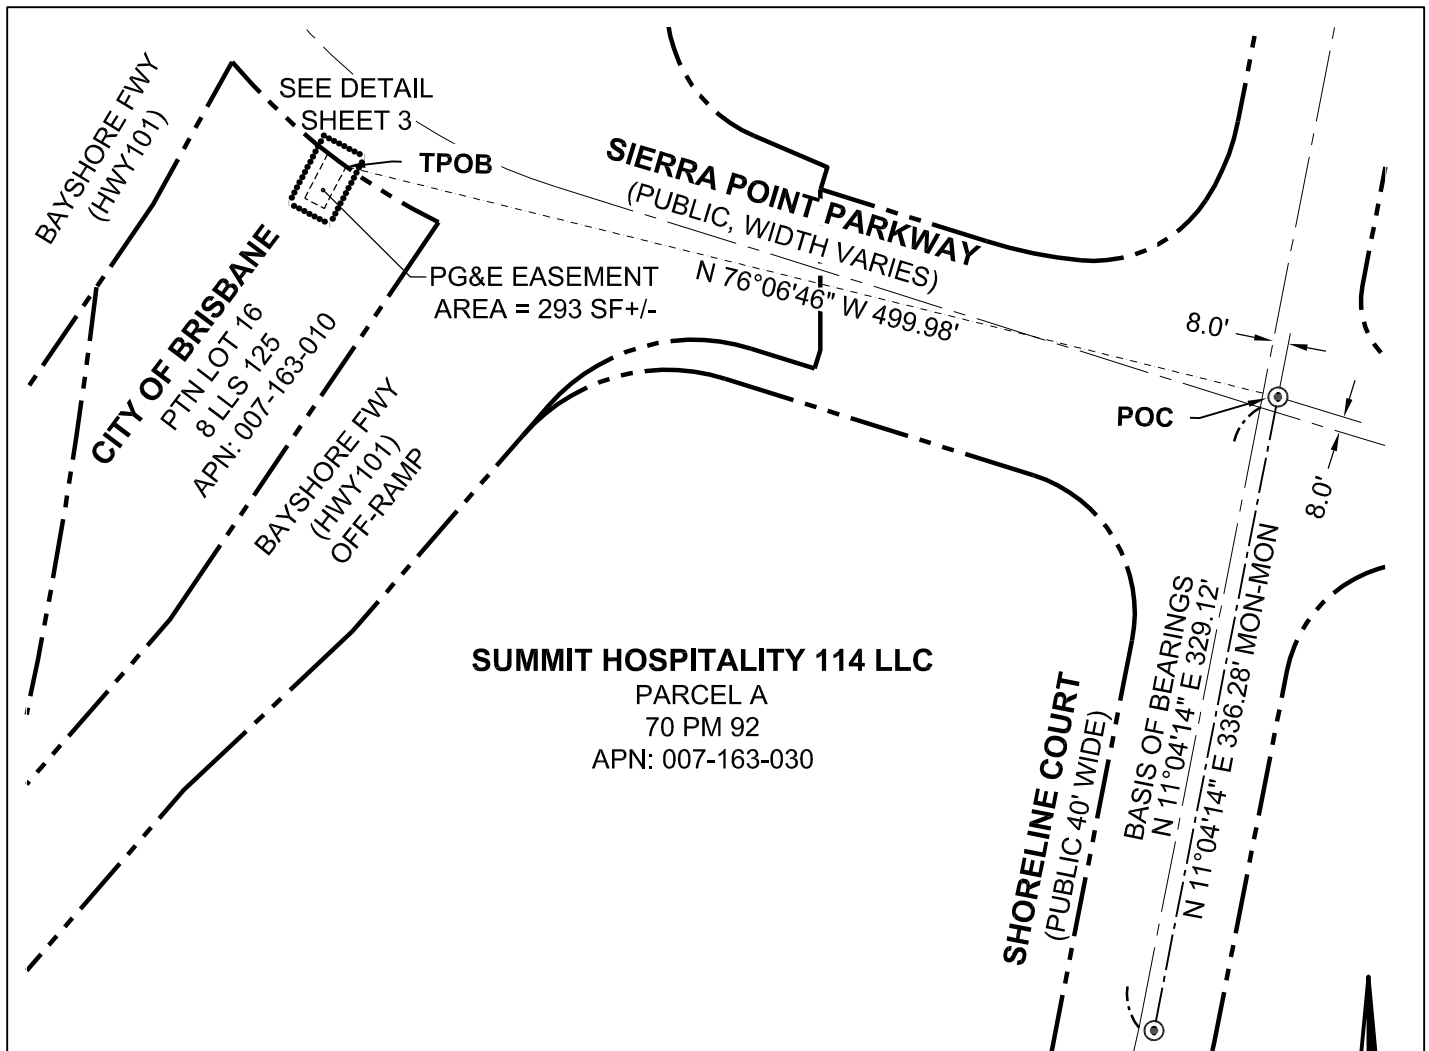 BAYSHORE FWY
(HWY101)
SEE DETAIL
SHEET 3
TPOB
SIERRA POINT PARKWAY
(PUBLIC, WIDTH VARIES)
N 76°06'46" W 499.98'
PG&E EASEMENT
AREA = 293 SF+/-
CITY OF BRISBANE
PTN LOT 16
8 LLS 125
APN: 007-163-010
BAYSHORE FWY
(HWY101)
OFF-RAMP
8.0'
POC
8.0'
SUMMIT HOSPITALITY 114 LLC
PARCEL A
70 PM 92
APN: 007-163-030
SHORELINE COURT
(PUBLIC 40' WIDE)
BASIS OF BEARINGS
N 11°04'14" E 329.12'
N 11°04'14" E 336.28' MON-MON